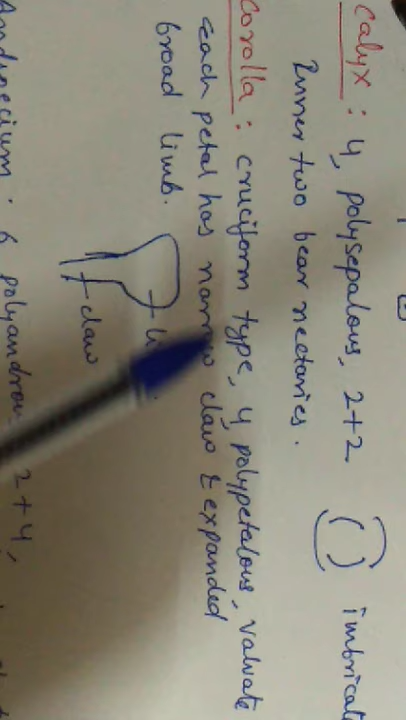 Calyx : 4, polysepalous, 2+2 imbricat
Inner two bear nectaries.
Corolla : cruciform type, 4 polypetalous, valvate
Each petal has narrow claw & expanded
broad limb.
claw
Androecium : 6 polyandrou 2+4,